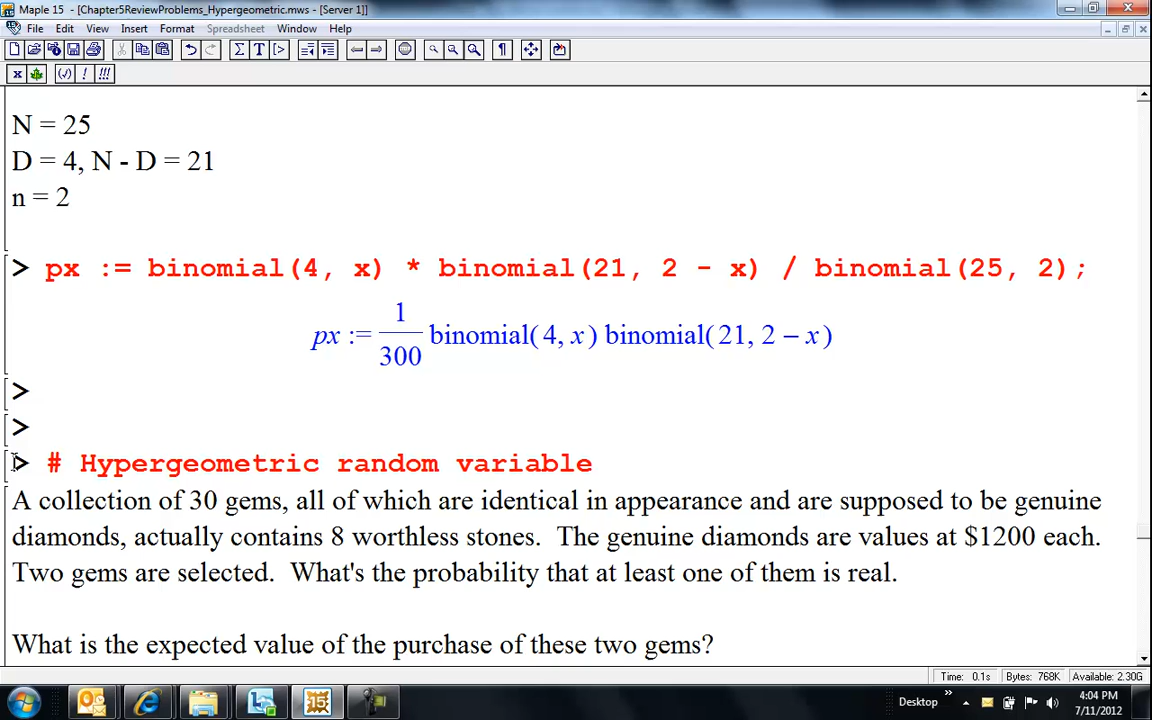 Maple 15 - [Chapter5ReviewProblems_Hypergeometric.mws - [Server 1]]
File Edit View Insert Format Spreadsheet Window Help
N = 25
D = 4, N - D = 21
n = 2
> px := binomial(4, x) * binomial(21, 2 - x) / binomial(25, 2);
px := 1/300 binomial( 4, x ) binomial( 21, 2 − x )
>
>
> # Hypergeometric random variable
A collection of 30 gems, all of which are identical in appearance and are supposed to be genuine
diamonds, actually contains 8 worthless stones. The genuine diamonds are values at $1200 each.
Two gems are selected. What's the probability that at least one of them is real.
What is the expected value of the purchase of these two gems?
Time: 0.1s Bytes: 768K Available: 2.30G
Desktop » 4:04 PM
7/11/2012